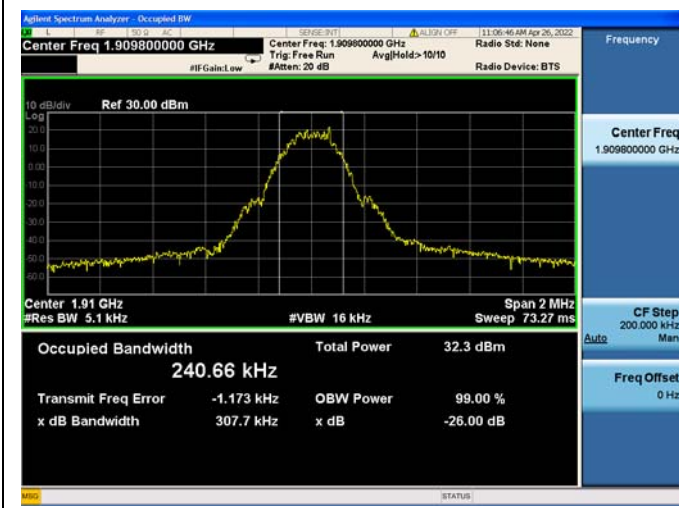 Agilent Spectrum Analyzer - Occupied BW
L RF 50 Ω AC SENSE:INT ALIGN OFF 11:06:46 AM Apr 26, 2022
Center Freq 1.909800000 GHz
Center Freq: 1.909800000 GHz Radio Std: None
Trig: Free Run Avg|Hold:> 10/10
#IFGain:Low #Atten: 20 dB Radio Device: BTS
Frequency
10 dB/div Ref 30.00 dBm
Log
20.0
10.0
0.00
10.0
20.0
30.0
40.0
50.0
60.0
Center 1.91 GHz Span 2 MHz
#Res BW 5.1 kHz #VBW 16 kHz Sweep 73.27 ms
Occupied Bandwidth Total Power 32.3 dBm
240.66 kHz
Transmit Freq Error -1.173 kHz OBW Power 99.00 %
x dB Bandwidth 307.7 kHz x dB -26.00 dB
Center Freq
1.909800000 GHz
CF Step
200.000 kHz
Auto Man
Freq Offset
0 Hz
MSG STATUS